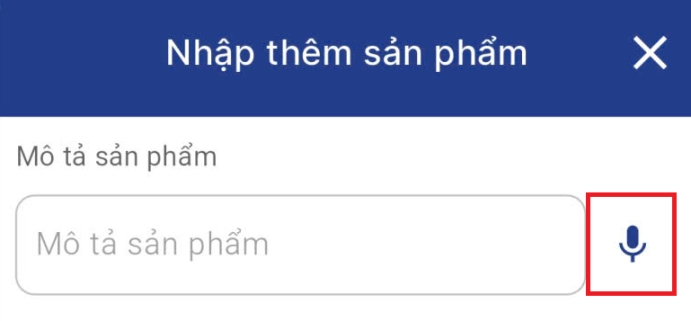 Nhập thêm sản phẩm
Mô tả sản phẩm
Mô tả sản phẩm